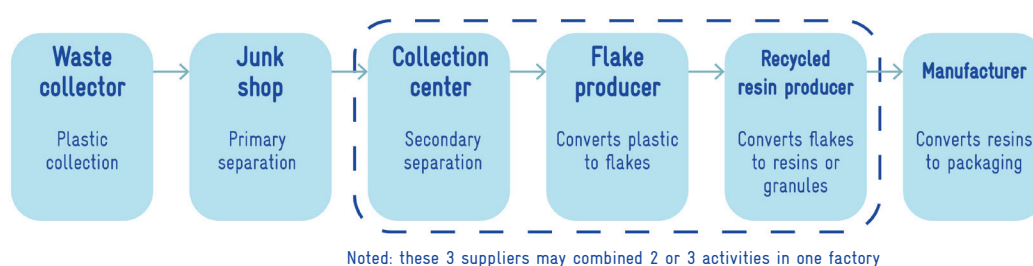 Waste
collector
Plastic
collection
Junk
shop
Primary
separation
Collection
center
Secondary
separation
Flake
producer
Converts plastic
to flakes
Recycled
resin producer
Converts flakes
to resins or
granules
Manufacturer
Converts resins
to packaging
Noted: these 3 suppliers may combined 2 or 3 activities in one factory